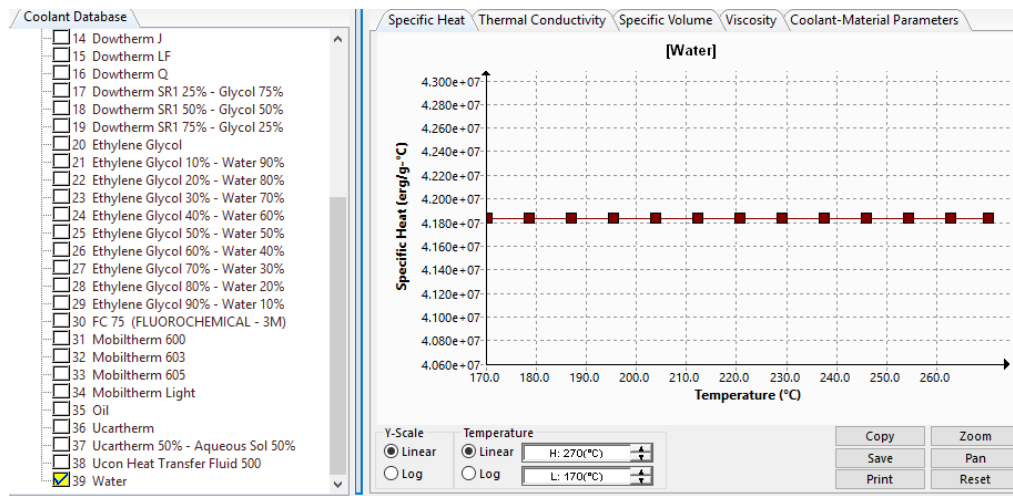 Coolant Database
14 Dowtherm J
15 Dowtherm LF
16 Dowtherm Q
17 Dowtherm SR1 25% - Glycol 75%
18 Dowtherm SR1 50% - Glycol 50%
19 Dowtherm SR1 75% - Glycol 25%
20 Ethylene Glycol
21 Ethylene Glycol 10% - Water 90%
22 Ethylene Glycol 20% - Water 80%
23 Ethylene Glycol 30% - Water 70%
24 Ethylene Glycol 40% - Water 60%
25 Ethylene Glycol 50% - Water 50%
26 Ethylene Glycol 60% - Water 40%
27 Ethylene Glycol 70% - Water 30%
28 Ethylene Glycol 80% - Water 20%
29 Ethylene Glycol 90% - Water 10%
30 FC 75 (FLUOROCHEMICAL - 3M)
31 Mobiltherm 600
32 Mobiltherm 603
33 Mobiltherm 605
34 Mobiltherm Light
35 Oil
36 Ucartherm
37 Ucartherm 50% - Aqueous Sol 50%
38 Ucon Heat Transfer Fluid 500
39 Water
Specific Heat Thermal Conductivity Specific Volume Viscosity Coolant-Material Parameters
[Water]
Specific Heat (erg/g-°C)
4.300e+07
4.280e+07
4.260e+07
4.240e+07
4.220e+07
4.200e+07
4.180e+07
4.160e+07
4.140e+07
4.120e+07
4.100e+07
4.080e+07
4.060e+07
170.0 180.0 190.0 200.0 210.0 220.0 230.0 240.0 250.0 260.0
Temperature (°C)
Y-Scale
Linear
Log
Temperature
Linear H: 270(°C)
Log L: 170(°C)
Copy Zoom
Save Pan
Print Reset